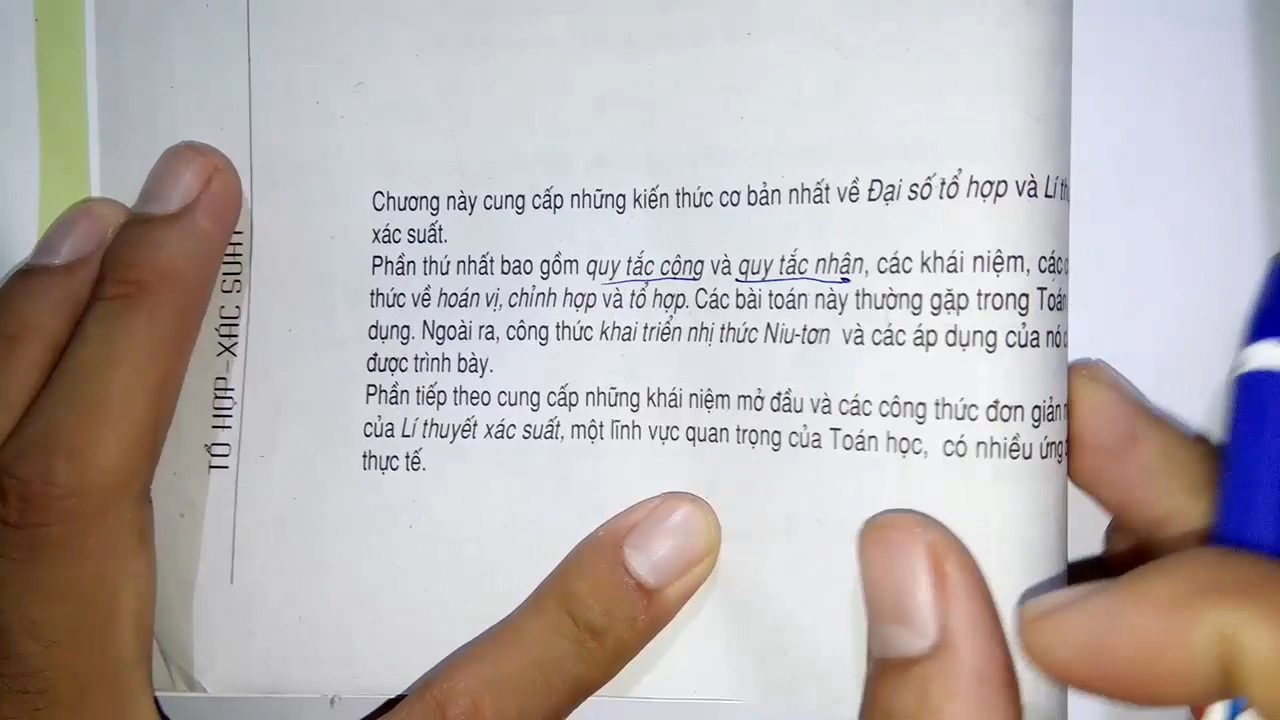 TỔ HỢP - XÁC SUẤT
Chương này cung cấp những kiến thức cơ bản nhất về Đại số tổ hợp và Lí
xác suất.
Phần thứ nhất bao gồm quy tắc cộng và quy tắc nhân, các khái niệm, các
thức về hoán vị, chỉnh hợp và tổ hợp. Các bài toán này thường gặp trong Toán
dụng. Ngoài ra, công thức khai triển nhị thức Niu-tơn và các áp dụng của nó
được trình bày.
Phần tiếp theo cung cấp những khái niệm mở đầu và các công thức đơn giản
của Lí thuyết xác suất, một lĩnh vực quan trọng của Toán học, có nhiều ứng
thực tế.